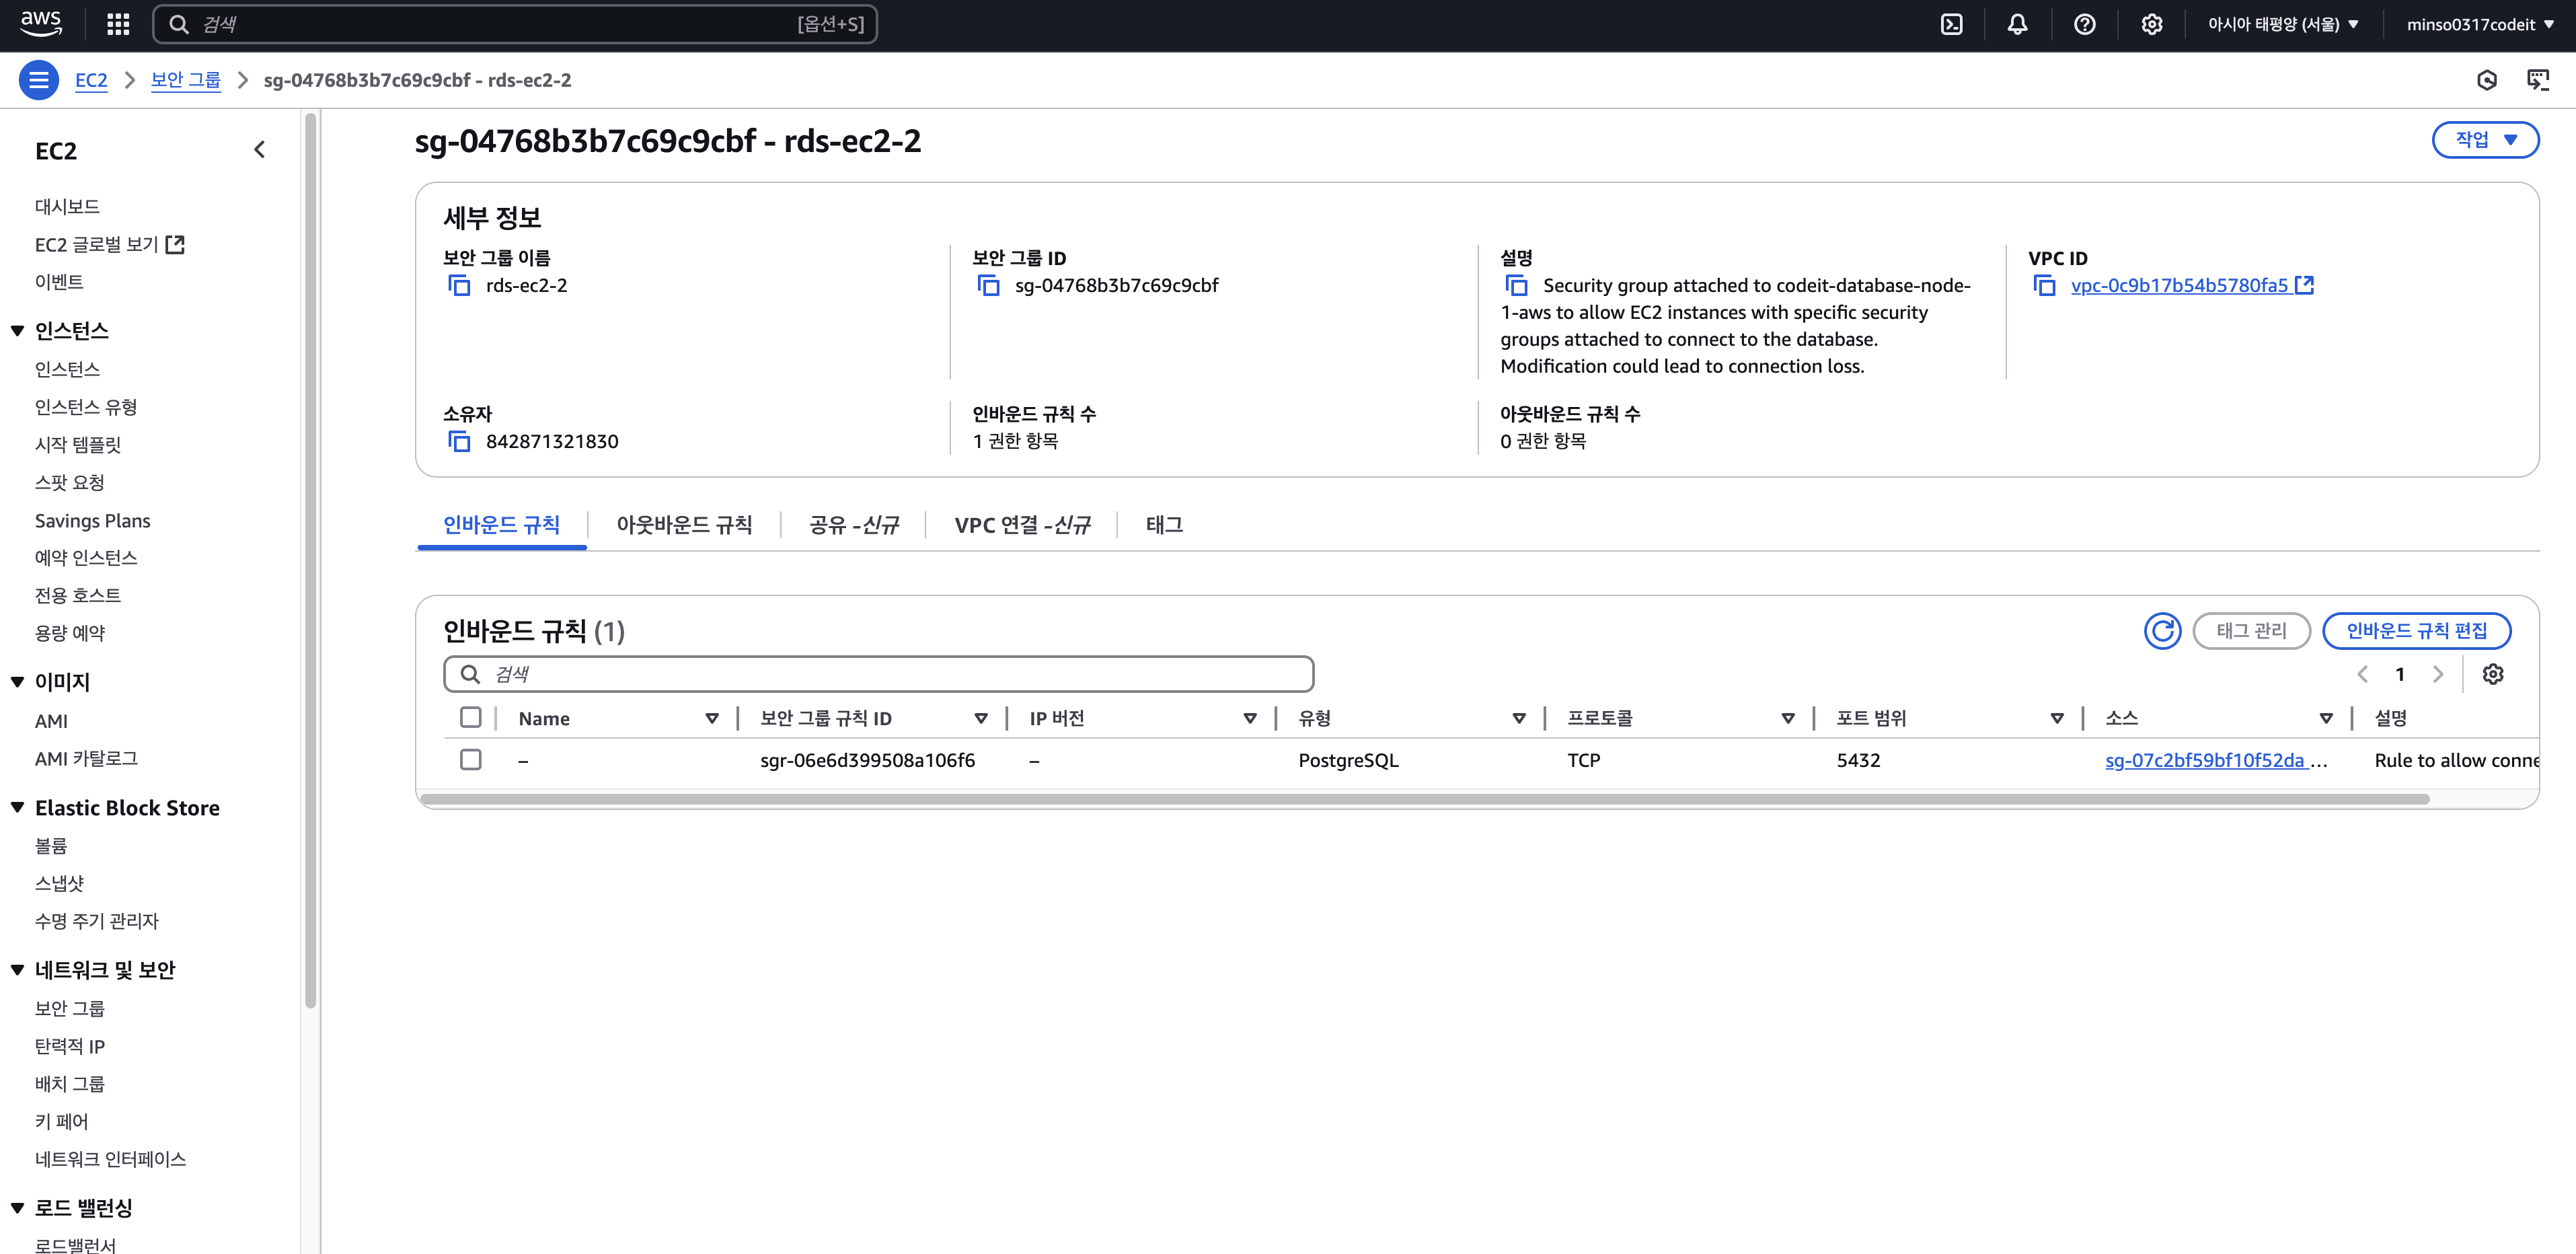 aws
검색
[옵션+S]
아시아 태평양 (서울)
minso0317codeit
EC2
보안 그룹
sg-04768b3b7c69c9cbf - rds-ec2-2
EC2
대시보드
EC2 글로벌 보기
이벤트
인스턴스
인스턴스
인스턴스 유형
시작 템플릿
스팟 요청
Savings Plans
예약 인스턴스
전용 호스트
용량 예약
이미지
AMI
AMI 카탈로그
Elastic Block Store
볼륨
스냅샷
수명 주기 관리자
네트워크 및 보안
보안 그룹
탄력적 IP
배치 그룹
키 페어
네트워크 인터페이스
로드 밸런싱
로드밸런서
sg-04768b3b7c69c9cbf - rds-ec2-2
작업
세부 정보
보안 그룹 이름
rds-ec2-2
보안 그룹 ID
sg-04768b3b7c69c9cbf
설명
Security group attached to codeit-database-node-
1-aws to allow EC2 instances with specific security
groups attached to connect to the database.
Modification could lead to connection loss.
VPC ID
vpc-0c9b17b54b5780fa5
소유자
842871321830
인바운드 규칙 수
1 권한 항목
아웃바운드 규칙 수
0 권한 항목
인바운드 규칙
아웃바운드 규칙
공유 -신규
VPC 연결 -신규
태그
인바운드 규칙 (1)
태그 관리
인바운드 규칙 편집
검색
1
Name
보안 그룹 규칙 ID
IP 버전
유형
프로토콜
포트 범위
소스
설명
–
sgr-06e6d399508a106f6
–
PostgreSQL
TCP
5432
sg-07c2bf59bf10f52da ...
Rule to allow conne